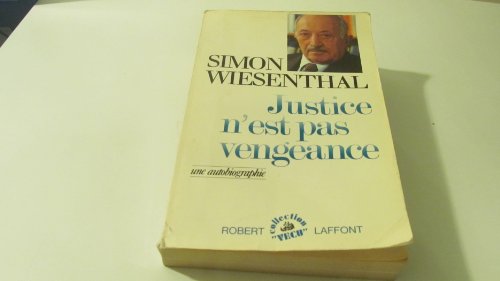 SIMON
WIESENTHAL
Justice
n'est pas
vengeance
une autobiographie
ROBERT
collection
"VÉCU"
LAFFONT